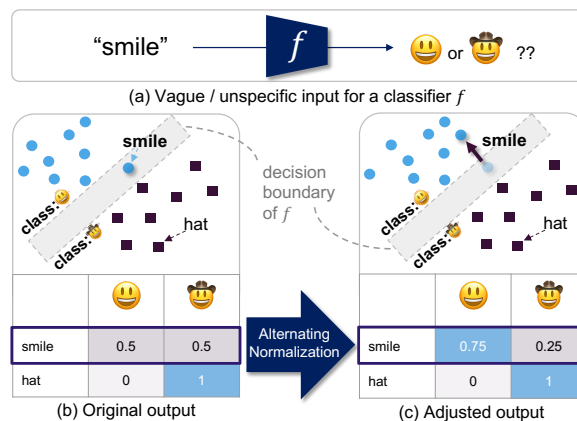 “smile”
f
or
??
(a) Vague / unspecific input for a classifier f
smile
class:
class:
hat
decision
boundary
of f
smile
class:
class:
hat
smile 0.5 0.5
hat 0 1
(b) Original output
Alternating
Normalization
smile 0.75 0.25
hat 0 1
(c) Adjusted output